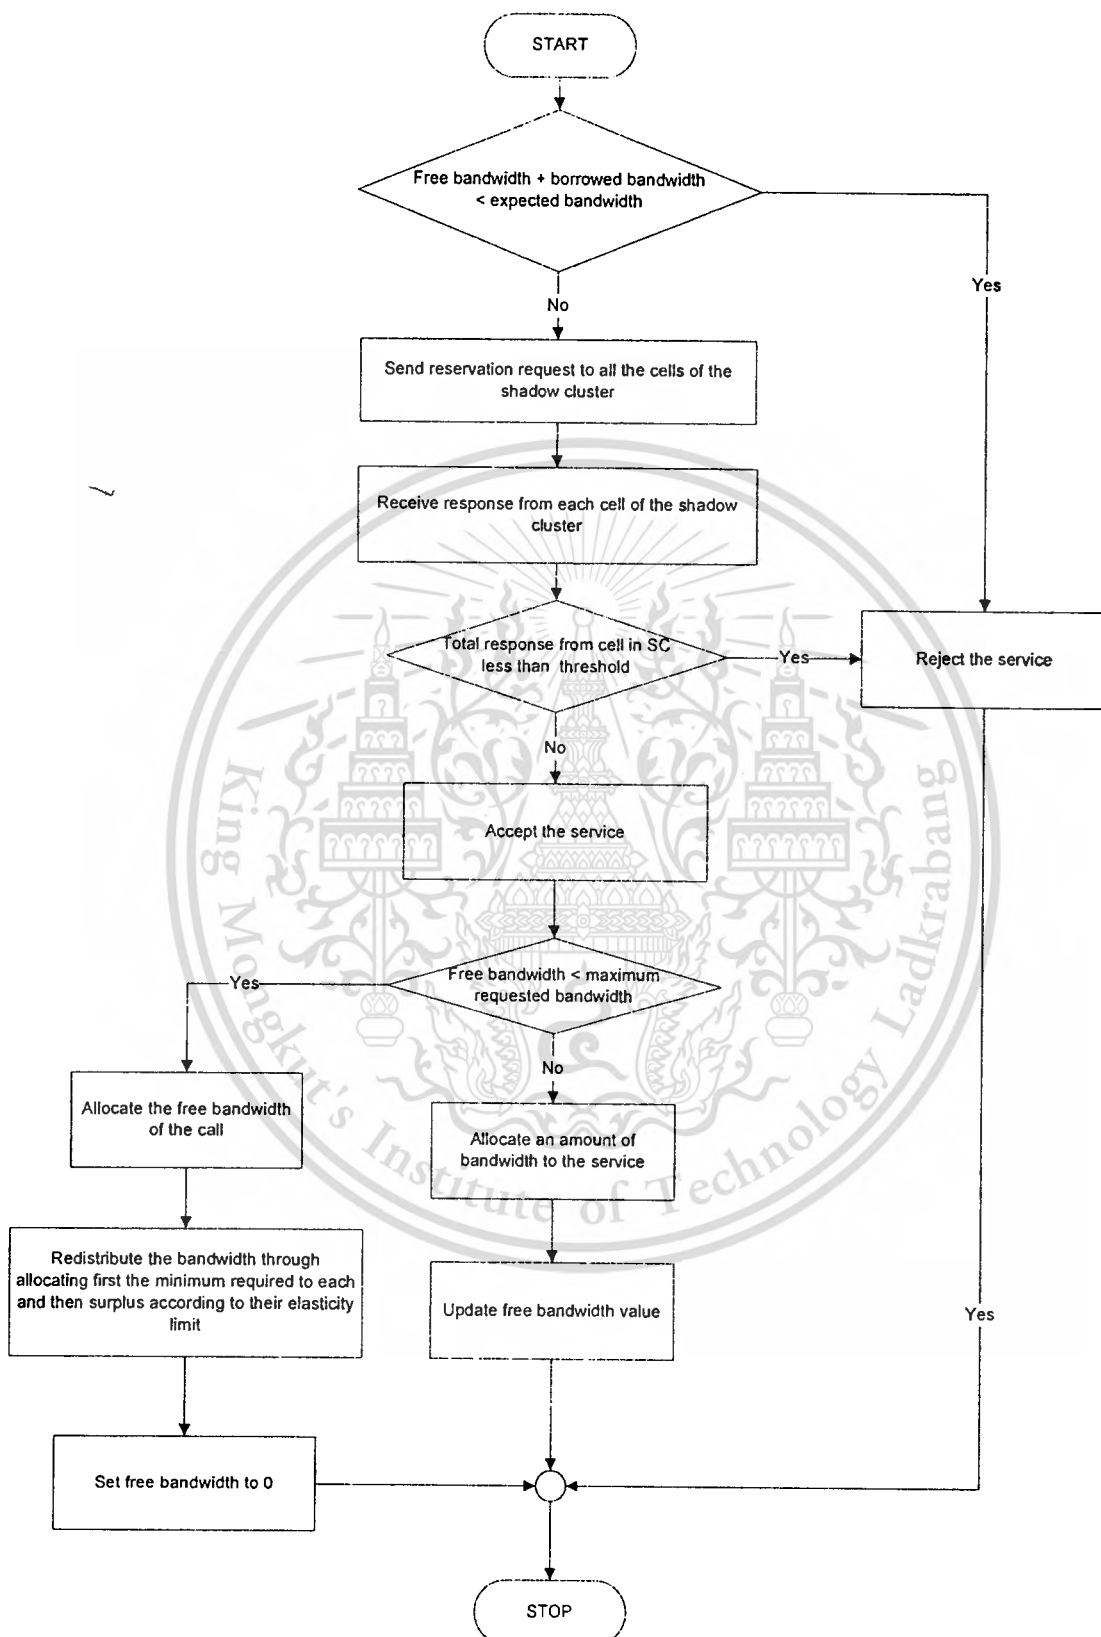 START
Free bandwidth + borrowed bandwidth
< expected bandwidth
Yes
No
Send reservation request to all the cells of the
shadow cluster
Receive response from each cell of the shadow
cluster
Total response from cell in SC
less than threshold
Yes
Reject the service
No
Accept the service
Free bandwidth < maximum
requested bandwidth
Yes
No
Allocate the free bandwidth
of the call
Allocate an amount of
bandwidth to the service
Redistribute the bandwidth through
allocating first the minimum required to each
and then surplus according to their elasticity
limit
Update free bandwidth value
Yes
Set free bandwidth to 0
STOP
King Mongkut's Institute of Technology Ladkrabang